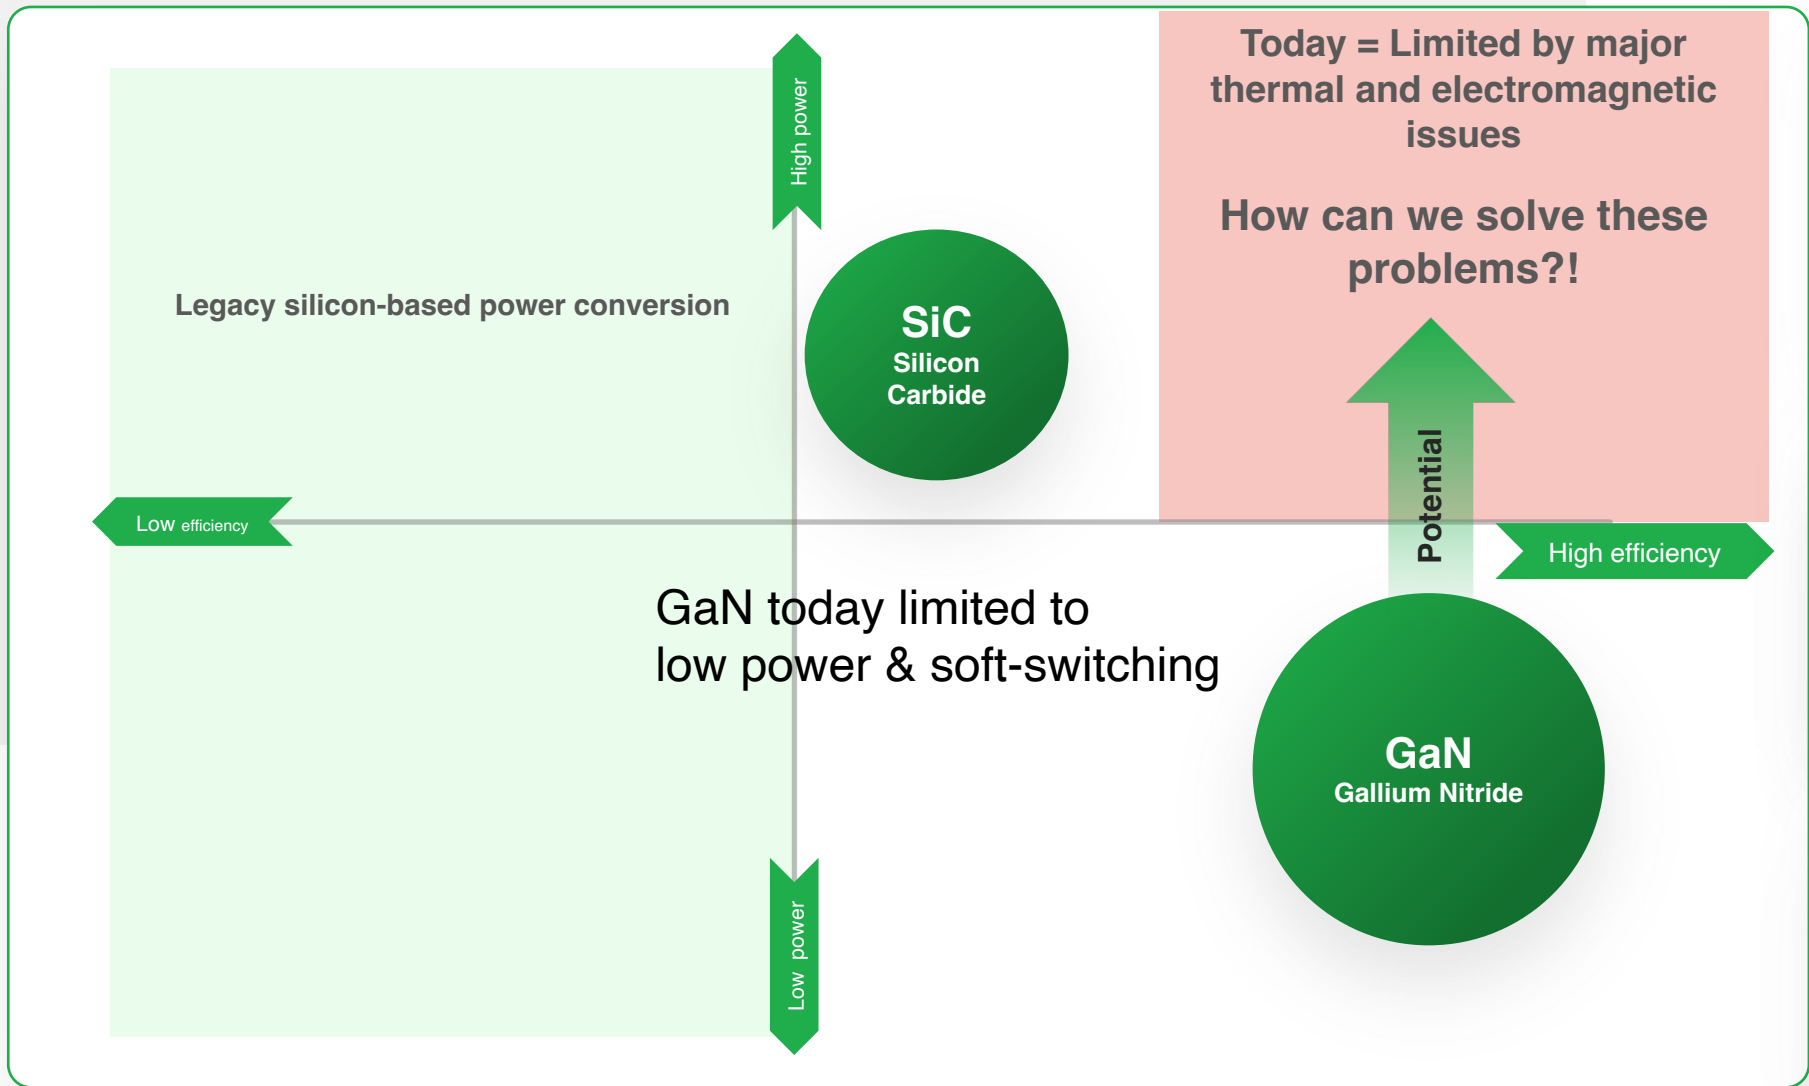 Today = Limited by major
thermal and electromagnetic
issues
How can we solve these
problems?!
High power
Legacy silicon-based power conversion
SiC
Silicon
Carbide
Potential
Low efficiency
High efficiency
GaN today limited to
low power & soft-switching
GaN
Gallium Nitride
Low power